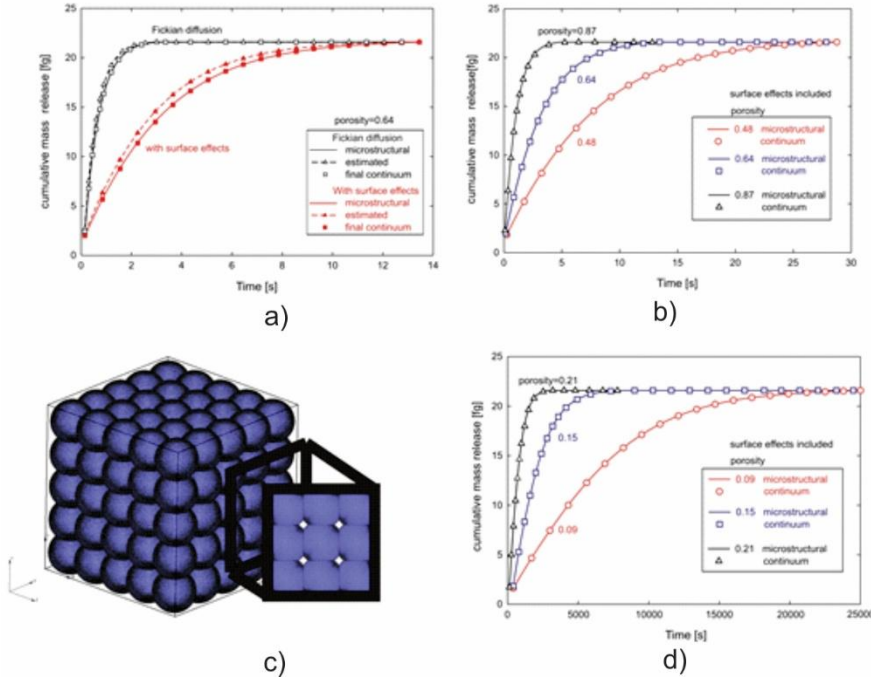 Fickian diffusion
25
20
15
10
5
0
cumulative mass release [fg]
porosity=0.64
Fickian diffusion
microstructural
estimated
final continuum
With surface effects
microstructural
estimated
final continuum
with surface effects
0 2 4 6 8 10 12 14
Time [s]
a)
porosity=0.87
25
20
15
10
5
0
cumulative mass release[fg]
0.64
0.48
surface effects included
porosity
0.48 microstructural
continuum
0.64 microstructural
continuum
0.87 microstructural
continuum
0 5 10 15 20 25 30
Time [s]
b)
c)
porosity=0.21
25
20
15
10
5
0
cumulative mass release [fg]
0.15
0.09
surface effects included
porosity
0.09 microstructural
continuum
0.15 microstructural
continuum
0.21 microstructural
continuum
0 5000 10000 15000 20000 25000
Time [s]
d)